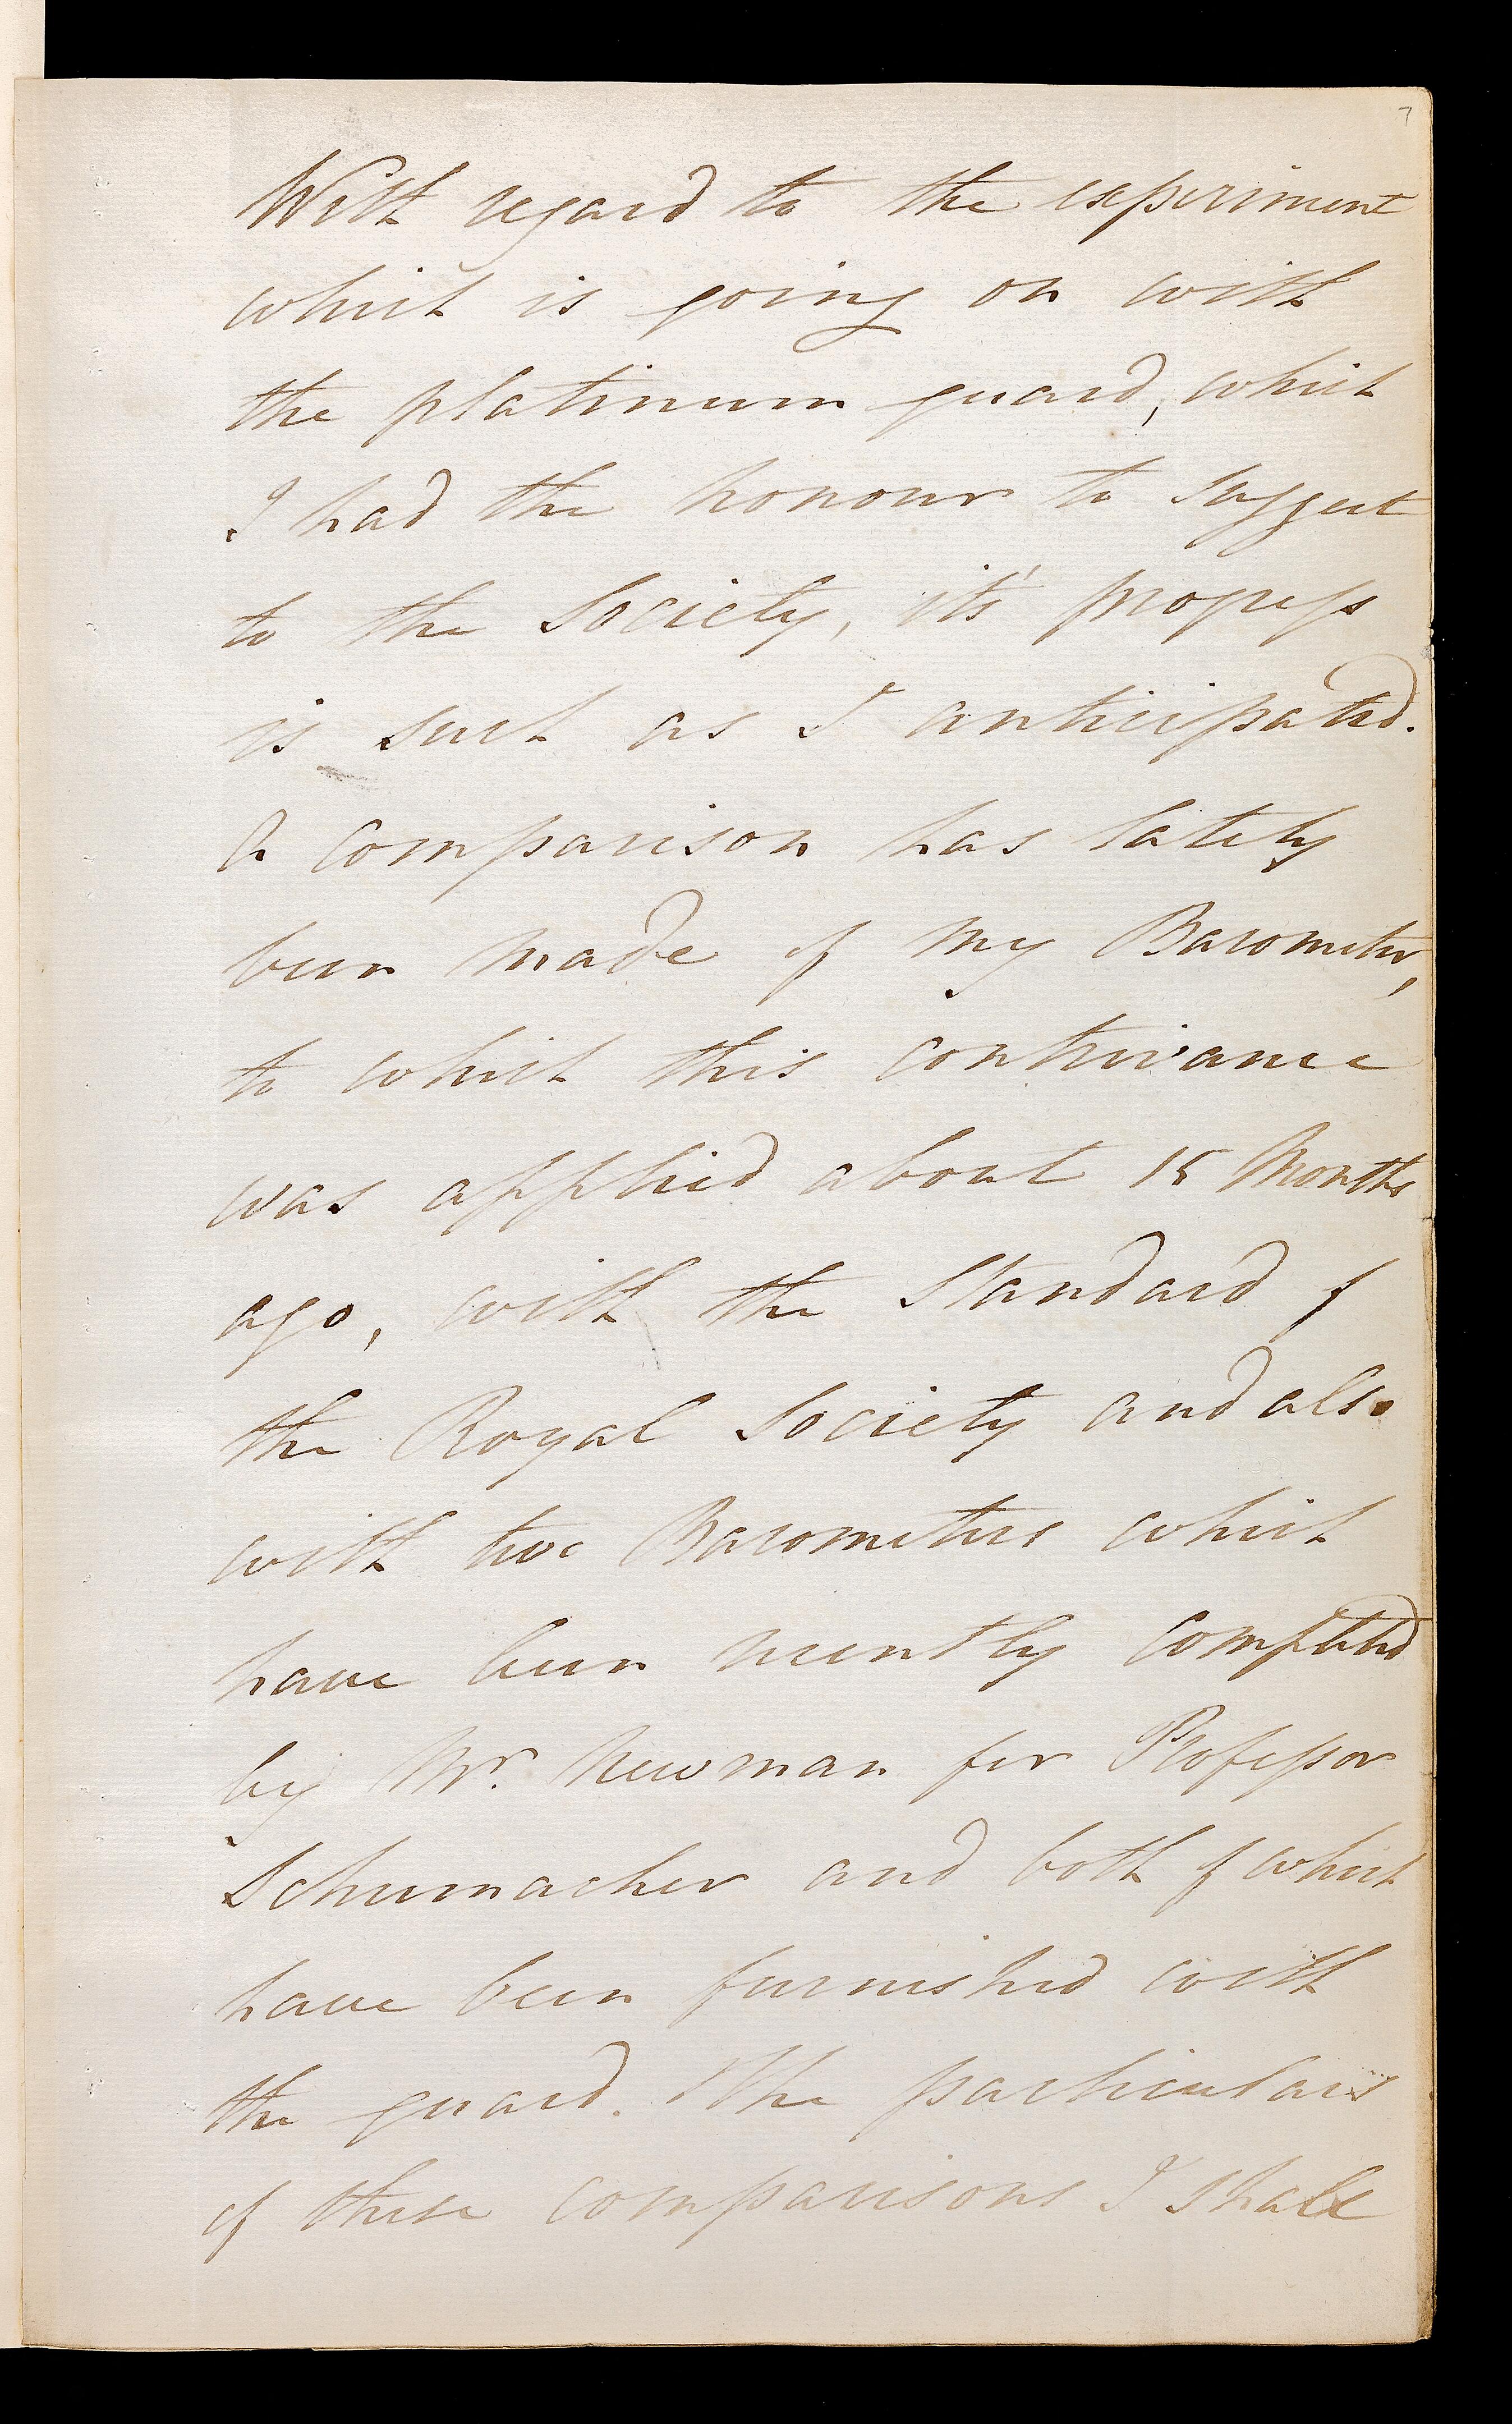 7
With regard to the experiment
which is going on with
the platinum guard, which
I had the honour to suggest
to the Society, it's progress
is such as I anticipated.
A comparison has lately
been made of my Barometer,
to which this contrivance
was applied about 15 Months
ago, with the Standard of
the Royal Society and also
with two Barometers which
have been recently completed
by Mr. Newman for Professor
Schumacher and both of which
have been furnished with
the guard. The particulars
of these comparisons I shall